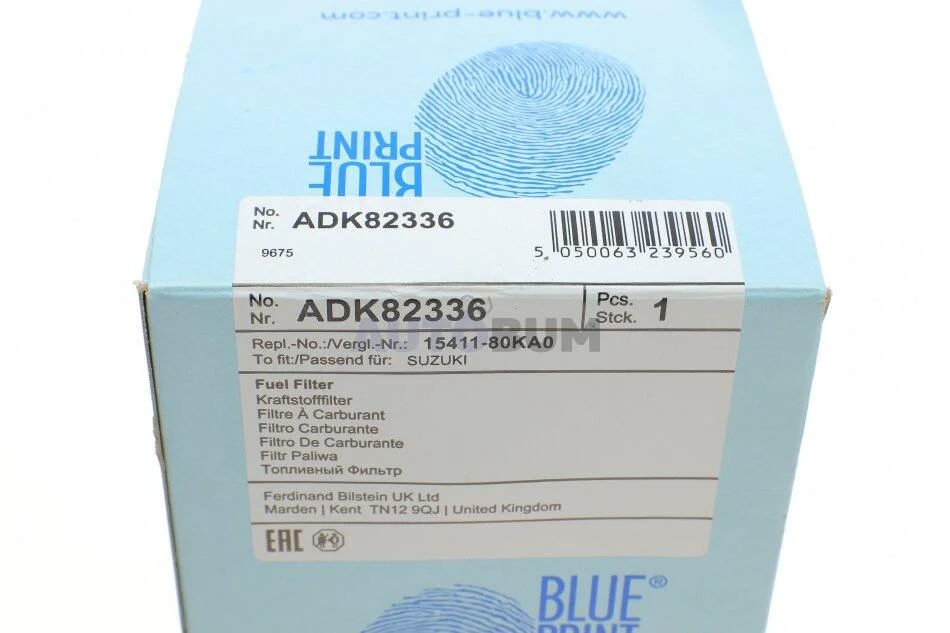 www.blue-print.com
BLUE
PRINT
No.
Nr. ADK82336
9675
5 050063 239560
No.
Nr. ADK82336
Pcs.
Stck. 1
AUTOBUM
Repl.-No.:/Vergl.-Nr.: 15411-80KA0
To fit:/Passend für: SUZUKI
Fuel Filter
Kraftstofffilter
Filtre À Carburant
Filtro Carburante
Filtro De Carburante
Filtr Paliwa
Топливный Фильтр
Ferdinand Bilstein UK Ltd
Marden | Kent TN12 9QJ | United Kingdom
EAC
BLUE®
PRINT